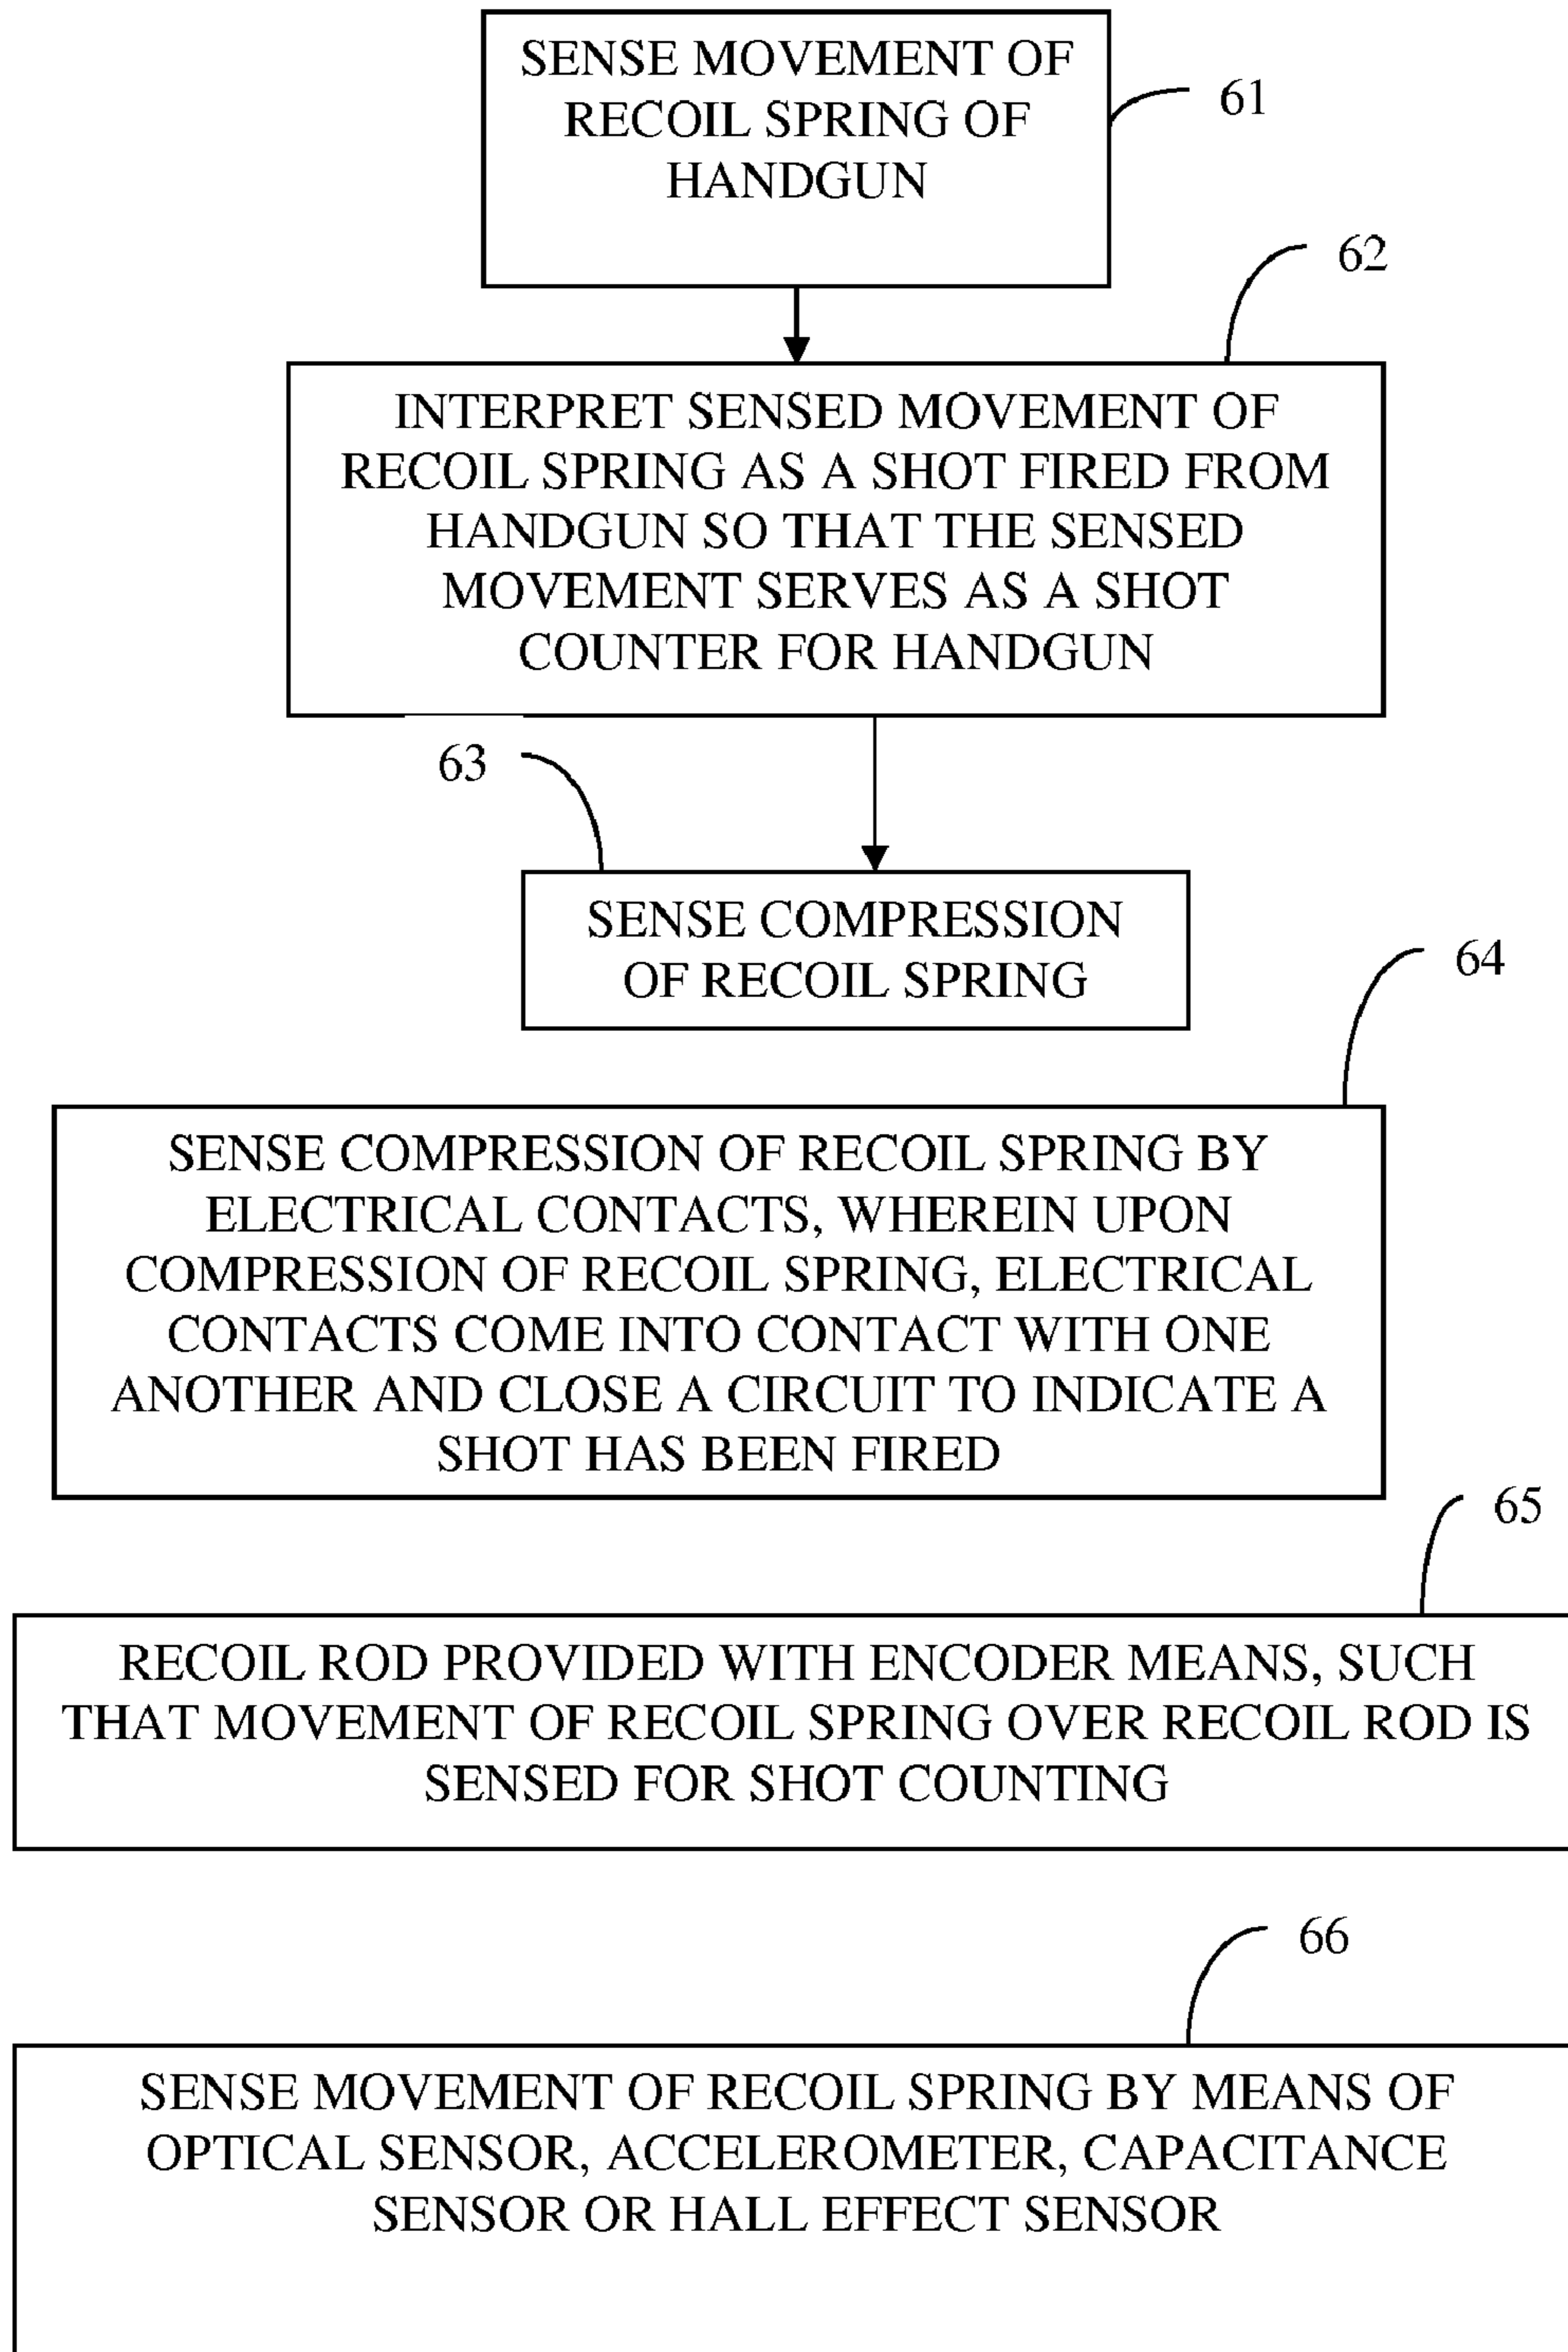 SENSE MOVEMENT OF
RECOIL SPRING OF
HANDGUN
61
62
INTERPRET SENSED MOVEMENT OF
RECOIL SPRING AS A SHOT FIRED FROM
HANDGUN SO THAT THE SENSED
MOVEMENT SERVES AS A SHOT
COUNTER FOR HANDGUN
63
SENSE COMPRESSION
OF RECOIL SPRING
64
SENSE COMPRESSION OF RECOIL SPRING BY
ELECTRICAL CONTACTS, WHEREIN UPON
COMPRESSION OF RECOIL SPRING, ELECTRICAL
CONTACTS COME INTO CONTACT WITH ONE
ANOTHER AND CLOSE A CIRCUIT TO INDICATE A
SHOT HAS BEEN FIRED
65
RECOIL ROD PROVIDED WITH ENCODER MEANS, SUCH
THAT MOVEMENT OF RECOIL SPRING OVER RECOIL ROD IS
SENSED FOR SHOT COUNTING
66
SENSE MOVEMENT OF RECOIL SPRING BY MEANS OF
OPTICAL SENSOR, ACCELEROMETER, CAPACITANCE
SENSOR OR HALL EFFECT SENSOR